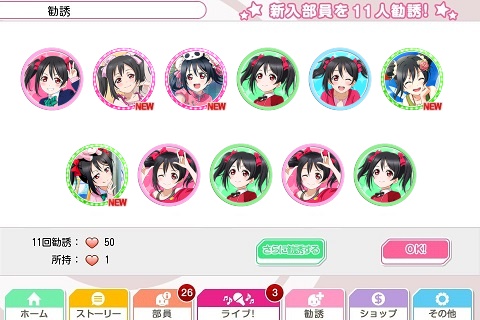 勧誘
新入部員を11人勧誘!
NEW
NEW
NEW
NEW
11回勧誘: 50
所持: 1
さらに勧誘する
OK!
ホーム
ストーリー
26
部員
3
ライブ!
勧誘
$
ショップ
その他